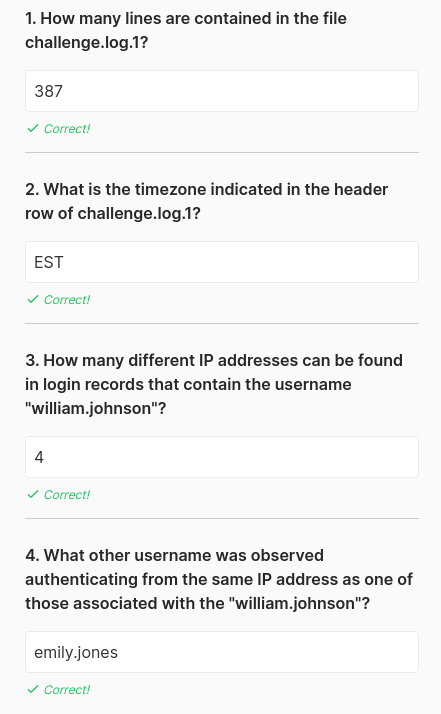 1. How many lines are contained in the file
challenge.log.1?
387
Correct!
2. What is the timezone indicated in the header
row of challenge.log.1?
EST
Correct!
3. How many different IP addresses can be found
in login records that contain the username
"william.johnson"?
4
Correct!
4. What other username was observed
authenticating from the same IP address as one of
those associated with the "william.johnson"?
emily.jones
Correct!